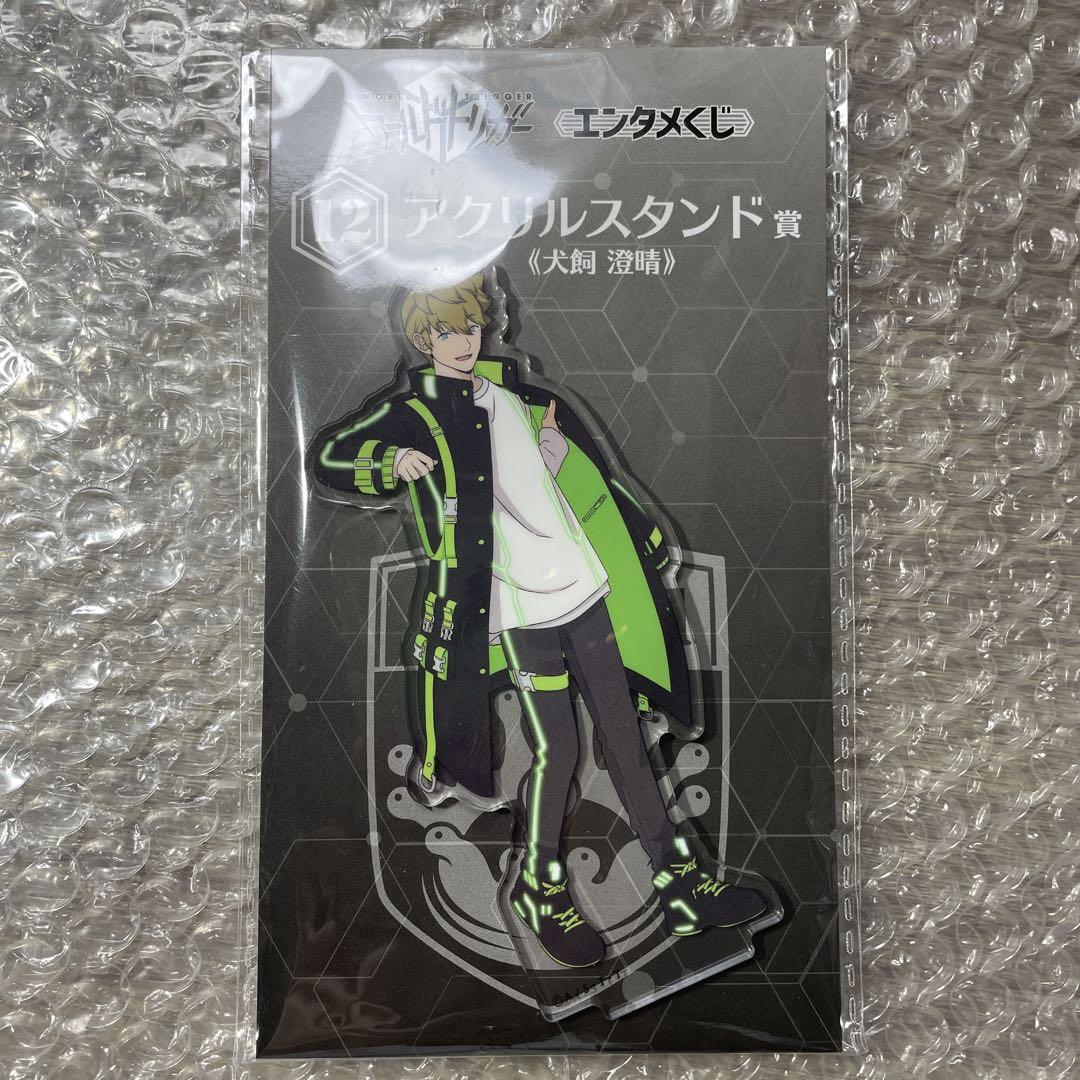 WORLD TRIGGER
ワールドトリガー
エンタメくじ
12 アクリルスタンド賞
《犬飼 澄晴》